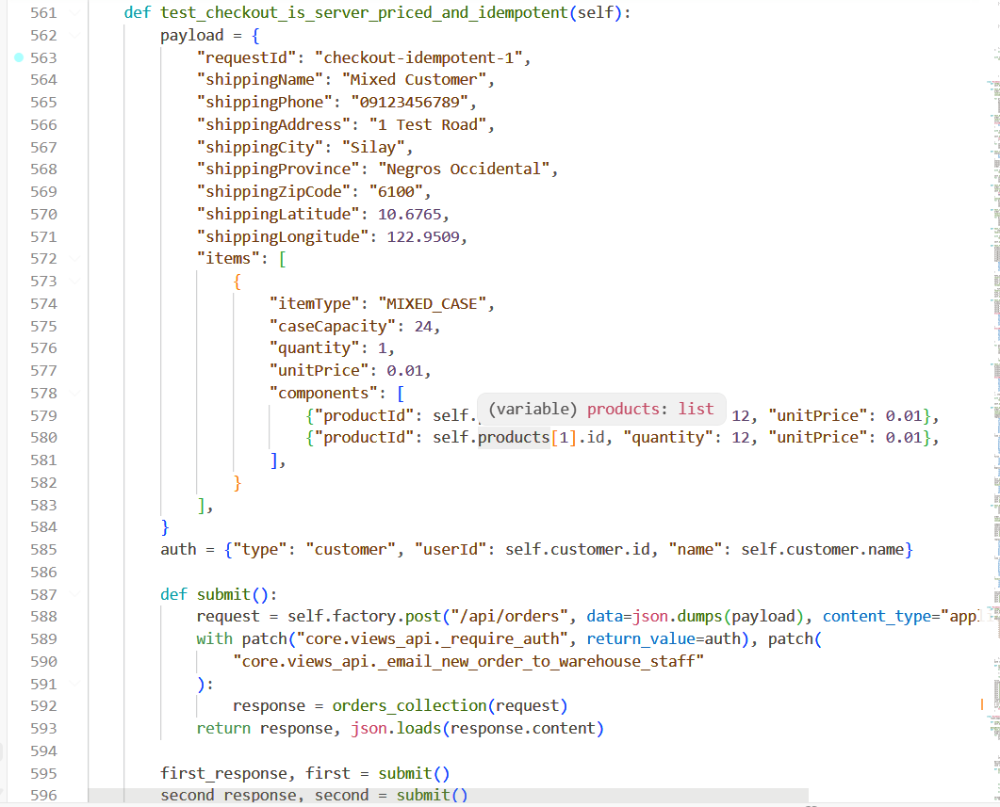 561 def test_checkout_is_server_priced_and_idempotent(self):
562 payload = {
563 "requestId": "checkout-idempotent-1",
564 "shippingName": "Mixed Customer",
565 "shippingPhone": "09123456789",
566 "shippingAddress": "1 Test Road",
567 "shippingCity": "Silay",
568 "shippingProvince": "Negros Occidental",
569 "shippingZipCode": "6100",
570 "shippingLatitude": 10.6765,
571 "shippingLongitude": 122.9509,
572 "items": [
573 {
574 "itemType": "MIXED_CASE",
575 "caseCapacity": 24,
576 "quantity": 1,
577 "unitPrice": 0.01,
578 "components": [
(variable) products: list
579 {"productId": self. 12, "unitPrice": 0.01},
580 {"productId": self.products[1].id, "quantity": 12, "unitPrice": 0.01},
581 ],
582 }
583 ],
584 }
585 auth = {"type": "customer", "userId": self.customer.id, "name": self.customer.name}
586
587 def submit():
588 request = self.factory.post("/api/orders", data=json.dumps(payload), content_type="appl
589 with patch("core.views_api._require_auth", return_value=auth), patch(
590 "core.views_api._email_new_order_to_warehouse_staff"
591 ):
592 response = orders_collection(request)
593 return response, json.loads(response.content)
594
595 first_response, first = submit()
596 second_response, second = submit()